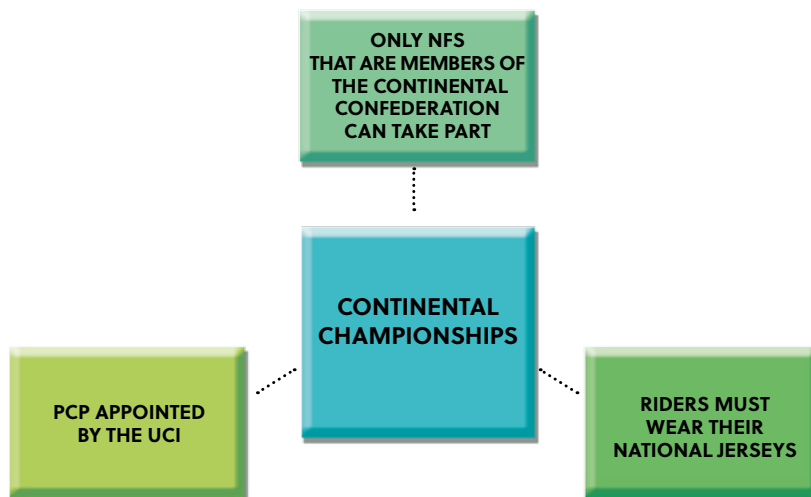 ONLY NFS
THAT ARE MEMBERS OF
THE CONTINENTAL
CONFEDERATION
CAN TAKE PART
CONTINENTAL
CHAMPIONSHIPS
PCP APPOINTED
BY THE UCI
RIDERS MUST
WEAR THEIR
NATIONAL JERSEYS